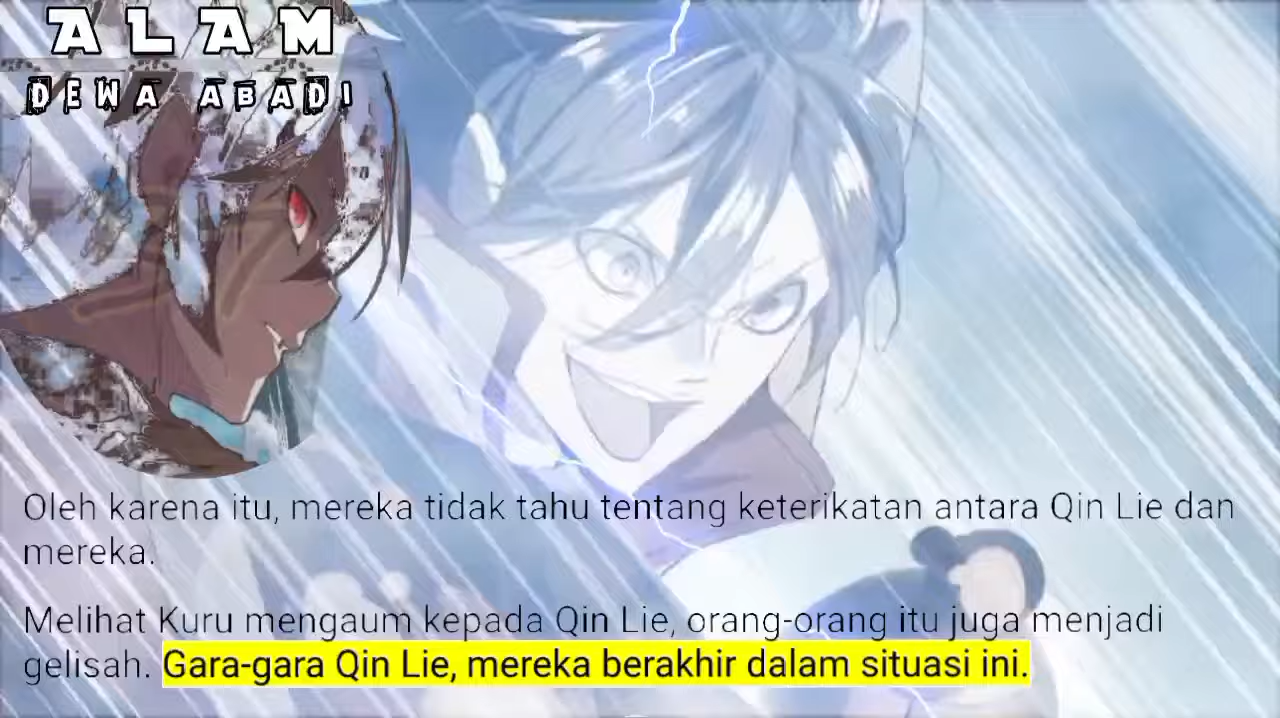 ALAM
DEWA ABADI
Oleh karena itu, mereka tidak tahu tentang keterikatan antara Qin Lie dan
mereka.
Melihat Kuru mengaum kepada Qin Lie, orang-orang itu juga menjadi
gelisah. Gara-gara Qin Lie, mereka berakhir dalam situasi ini.